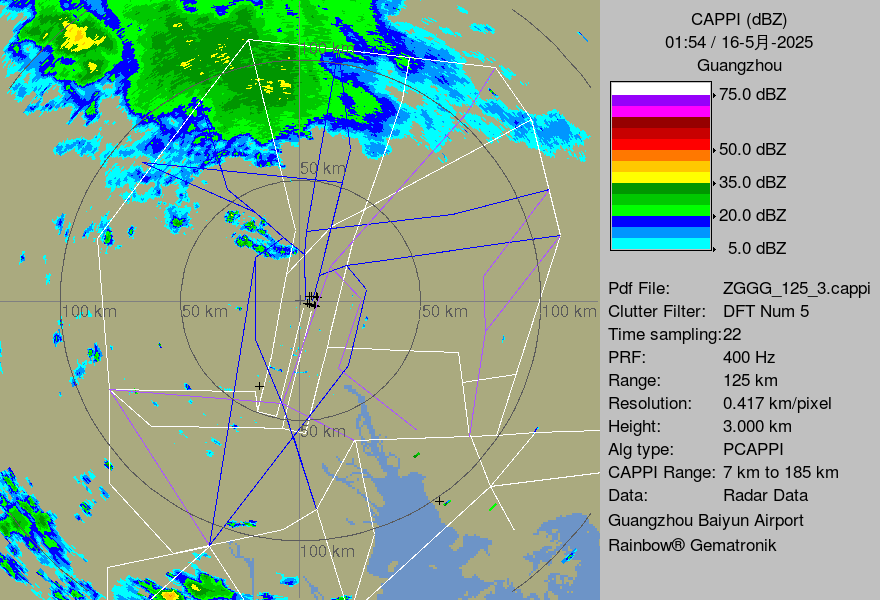 CAPPI (dBZ)
01:54 / 16-5月-2025
Guangzhou
75.0 dBZ
50.0 dBZ
35.0 dBZ
20.0 dBZ
5.0 dBZ
100 km
50 km
100 km
50 km
50 km
100 km
50 km
100 km
Pdf File: ZGGG_125_3.cappi
Clutter Filter: DFT Num 5
Time sampling:22
PRF: 400 Hz
Range: 125 km
Resolution: 0.417 km/pixel
Height: 3.000 km
Alg type: PCAPPI
CAPPI Range: 7 km to 185 km
Data: Radar Data
Guangzhou Baiyun Airport
Rainbow® Gematronik